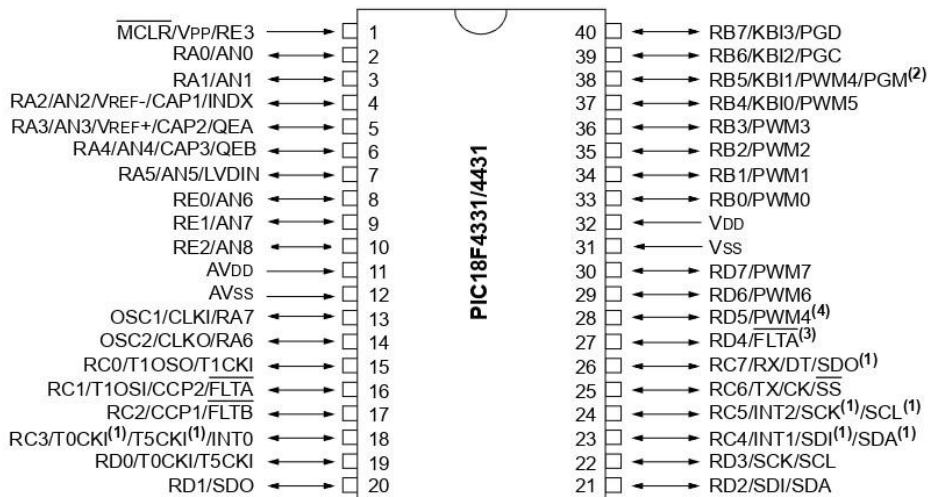 MCLR/VPP/RE3 1 40 RB7/KBI3/PGD
RA0/AN0 2 39 RB6/KBI2/PGC
RA1/AN1 3 38 RB5/KBI1/PWM4/PGM(2)
RA2/AN2/VREF-/CAP1/INDX 4 37 RB4/KBI0/PWM5
RA3/AN3/VREF+/CAP2/QEA 5 36 RB3/PWM3
RA4/AN4/CAP3/QEB 6 35 RB2/PWM2
RA5/AN5/LVDIN 7 34 RB1/PWM1
RE0/AN6 8 33 RB0/PWM0
RE1/AN7 9 32 VDD
RE2/AN8 10 31 VSS
AVDD 11 30 RD7/PWM7
AVSS 12 29 RD6/PWM6
OSC1/CLKI/RA7 13 28 RD5/PWM4(4)
OSC2/CLKO/RA6 14 27 RD4/FLTA(3)
RC0/T1OSO/T1CKI 15 26 RC7/RX/DT/SDO(1)
RC1/T1OSI/CCP2/FLTA 16 25 RC6/TX/CK/SS
RC2/CCP1/FLTB 17 24 RC5/INT2/SCK(1)/SCL(1)
RC3/T0CKI(1)/T5CKI(1)/INT0 18 23 RC4/INT1/SDI(1)/SDA(1)
RD0/T0CKI/T5CKI 19 22 RD3/SCK/SCL
RD1/SDO 20 21 RD2/SDI/SDA
PIC18F4331/4431